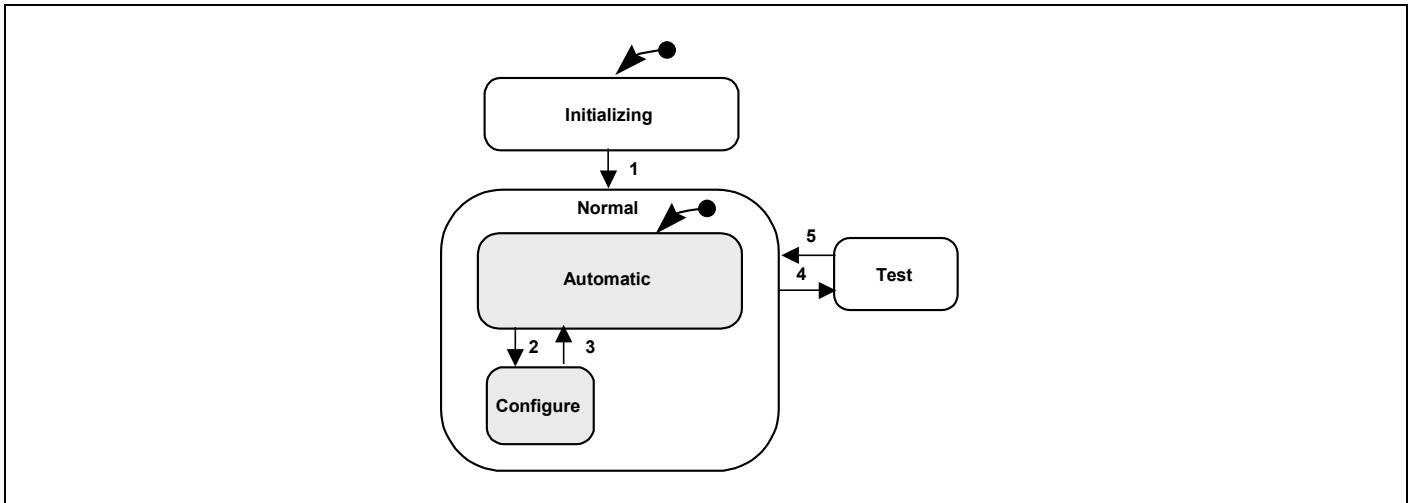 Initializing
1
Normal
5
Automatic
4
Test
2
3
Configure